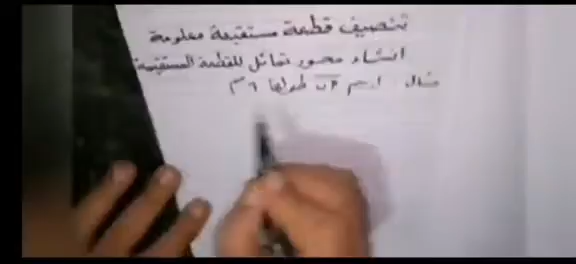 تنصيف قطعة مستقيمة معلومة
انشاء محور تماثل للقطعة المستقيمة
مثال ارسم م ب طولها ٦ سم